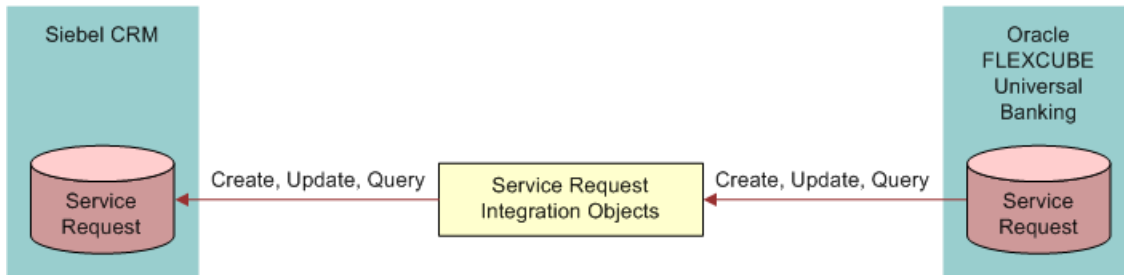 Siebel CRM
Oracle
FLEXCUBE
Universal
Banking
Service
Request
Create, Update, Query
Service Request
Integration Objects
Create, Update, Query
Service
Request